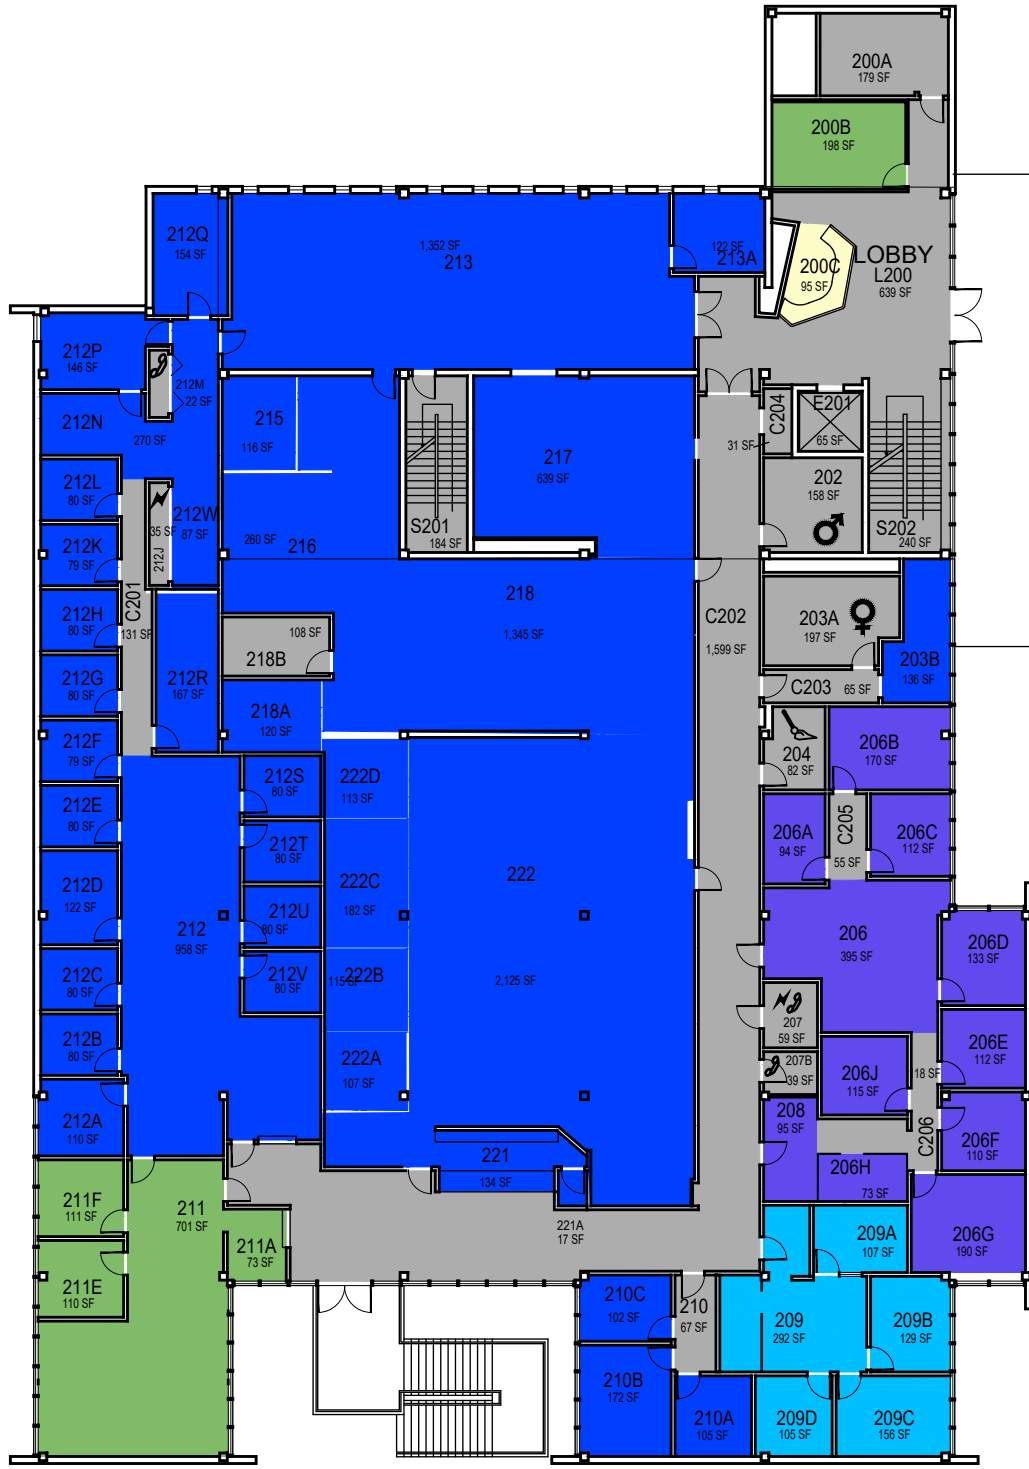 200A
179 SF
200B
198 SF
212Q
154 SF
1,352 SF
213
122 SF
213A
200C
95 SF
LOBBY
L200
639 SF
212P
146 SF
212M
22 SF
212N
270 SF
215
116 SF
217
639 SF
C204
31 SF
E201
65 SF
202
158 SF
S201
184 SF
S202
240 SF
212L
80 SF
35 SF
212J
212W
87 SF
260 SF
216
212K
79 SF
C201
131 SF
212H
80 SF
218
1,345 SF
C202
1,599 SF
203A
197 SF
203B
136 SF
C203
65 SF
108 SF
218B
212G
80 SF
212R
167 SF
218A
120 SF
212F
79 SF
204
82 SF
206B
170 SF
212S
80 SF
222D
113 SF
212E
80 SF
206A
94 SF
C205
55 SF
206C
112 SF
212T
80 SF
212D
122 SF
222C
182 SF
222
2,125 SF
212U
80 SF
212
958 SF
206
395 SF
206D
133 SF
212C
80 SF
212V
80 SF
115 SF
222B
207
59 SF
212B
80 SF
222A
107 SF
207B
39 SF
206J
115 SF
18 SF
206E
112 SF
212A
110 SF
208
95 SF
C206
206F
110 SF
221
134 SF
206H
73 SF
211F
111 SF
211
701 SF
221A
17 SF
211A
73 SF
209A
107 SF
206G
190 SF
211E
110 SF
210C
102 SF
210
67 SF
209
292 SF
209B
129 SF
210B
172 SF
210A
105 SF
209D
105 SF
209C
156 SF